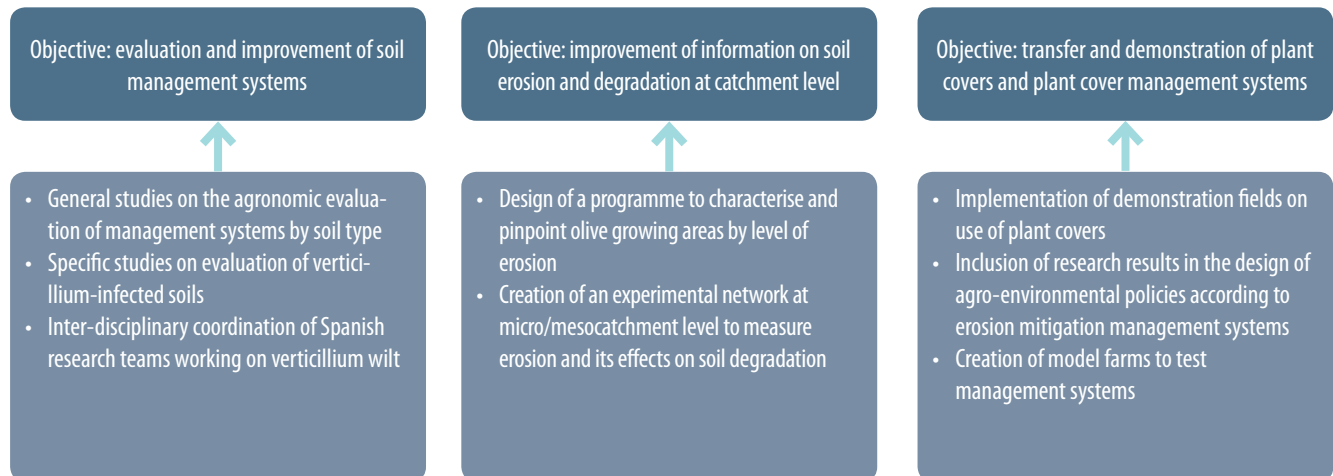 Objective: evaluation and improvement of soil
management systems
• General studies on the agronomic evalua-
tion of management systems by soil type
• Specific studies on evaluation of vertici-
llium-infected soils
• Inter-disciplinary coordination of Spanish
research teams working on verticillium wilt
Objective: improvement of information on soil
erosion and degradation at catchment level
• Design of a programme to characterise and
pinpoint olive growing areas by level of
erosion
• Creation of an experimental network at
micro/mesocatchment level to measure
erosion and its effects on soil degradation
Objective: transfer and demonstration of plant
covers and plant cover management systems
• Implementation of demonstration fields on
use of plant covers
• Inclusion of research results in the design of
agro-environmental policies according to
erosion mitigation management systems
• Creation of model farms to test
management systems